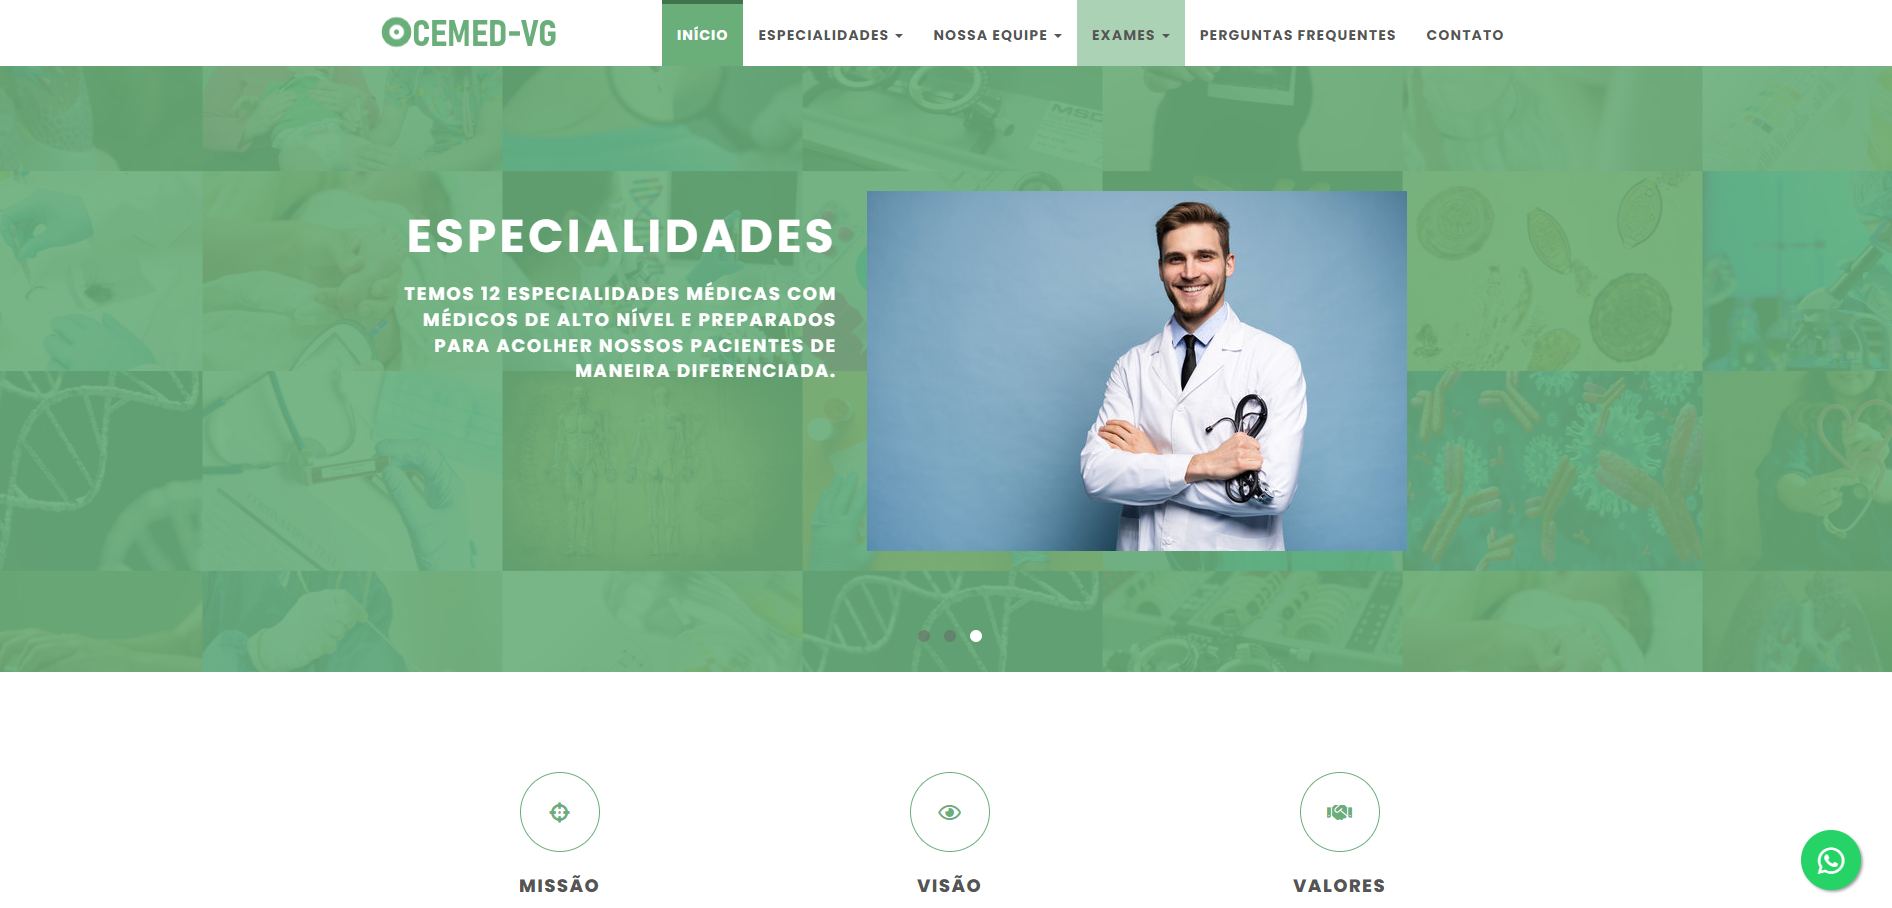 CEMED-VG
INÍCIO
ESPECIALIDADES
NOSSA EQUIPE
EXAMES
PERGUNTAS FREQUENTES
CONTATO
ESPECIALIDADES
TEMOS 12 ESPECIALIDADES MÉDICAS COM
MÉDICOS DE ALTO NÍVEL E PREPARADOS
PARA ACOLHER NOSSOS PACIENTES DE
MANEIRA DIFERENCIADA.
MISSÃO
VISÃO
VALORES